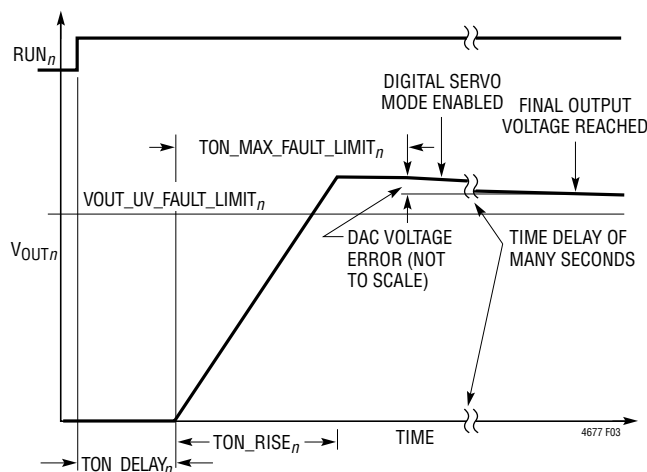 RUNn
DIGITAL SERVO
MODE ENABLED
FINAL OUTPUT
VOLTAGE REACHED
TON_MAX_FAULT_LIMITn
VOUT_UV_FAULT_LIMITn
VOUTn
DAC VOLTAGE
ERROR (NOT
TO SCALE)
TIME DELAY OF
MANY SECONDS
TON_RISEn
TIME
4677 F03
TON_DELAYn